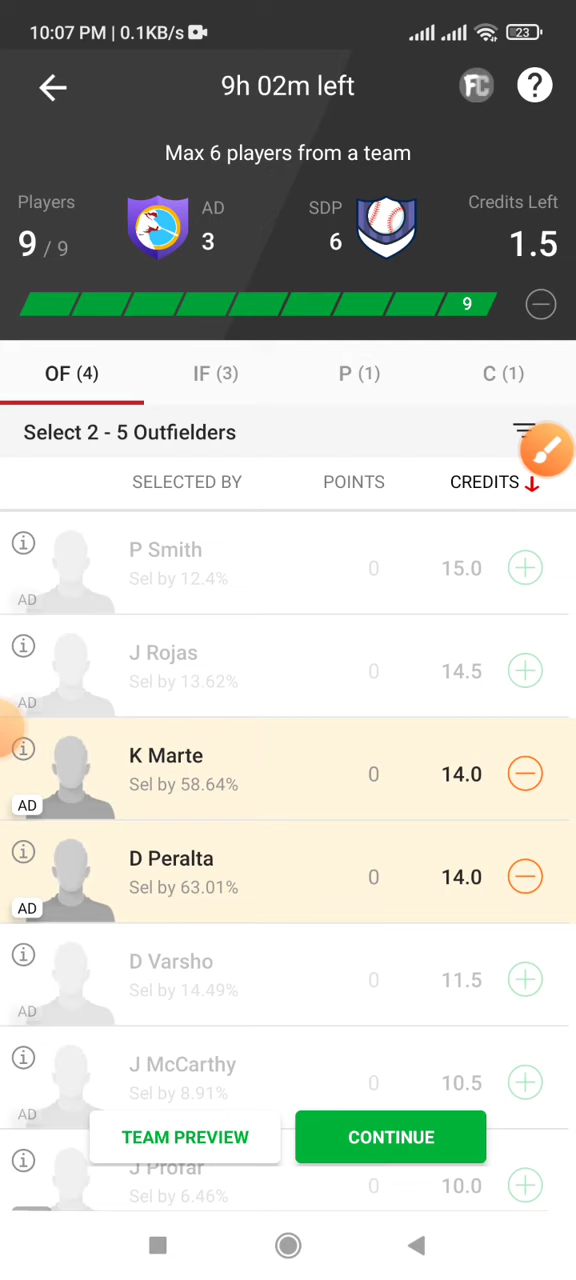 10:07 PM | 0.1KB/s
23
9h 02m left
FC
?
Max 6 players from a team
Players
AD
SDP
Credits Left
9 / 9
3
6
1.5
9
OF (4)
IF (3)
P (1)
C (1)
Select 2 - 5 Outfielders
SELECTED BY
POINTS
CREDITS
P Smith
Sel by 12.4%
0
15.0
AD
J Rojas
Sel by 13.62%
0
14.5
AD
K Marte
Sel by 58.64%
0
14.0
AD
D Peralta
Sel by 63.01%
0
14.0
AD
D Varsho
Sel by 14.49%
0
11.5
AD
J McCarthy
Sel by 8.91%
0
10.5
AD
TEAM PREVIEW
CONTINUE
J Profar
Sel by 6.46%
0
10.0